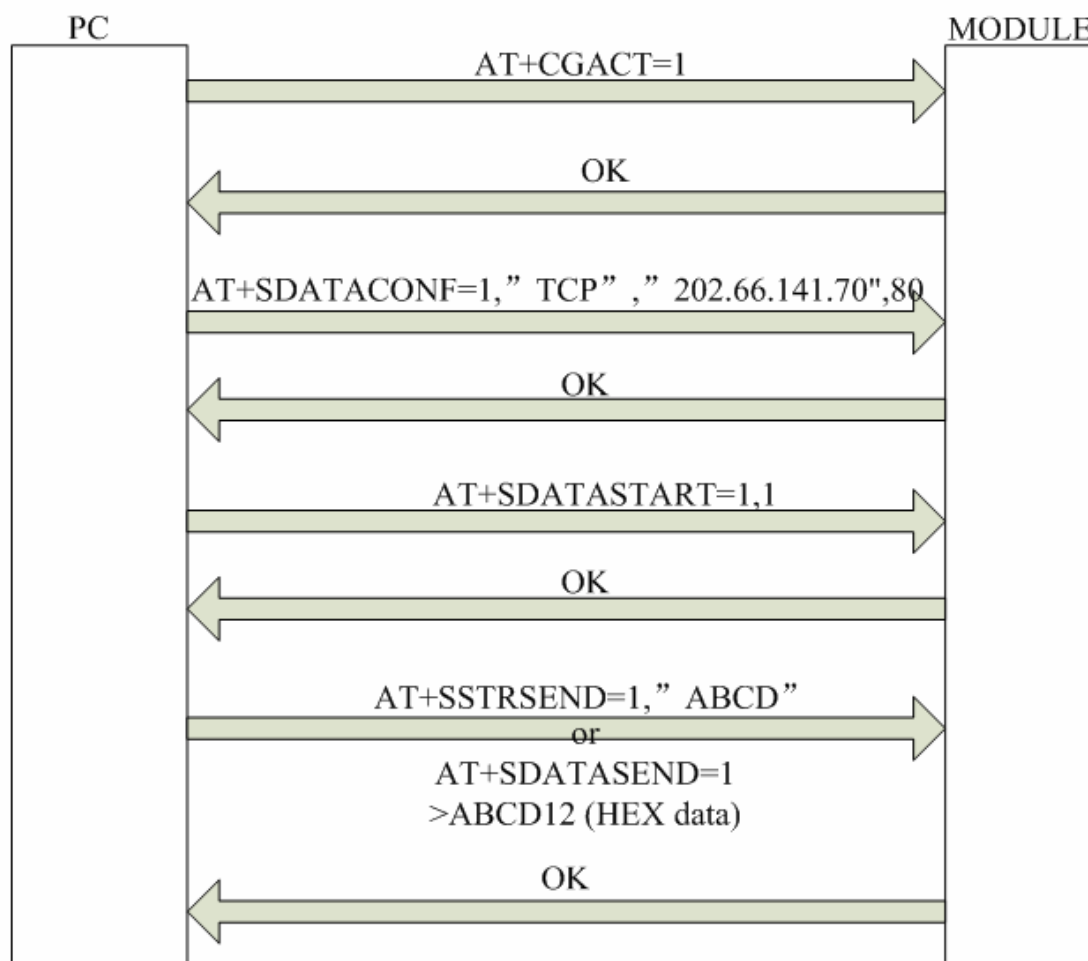 PC
MODULE
AT+CGACT=1
OK
AT+SDATACONF=1,” TCP” ,” 202.66.141.70",80
OK
AT+SDATASTART=1,1
OK
AT+SSTRSEND=1,” ABCD”
or
AT+SDATASEND=1
>ABCD12 (HEX data)
OK